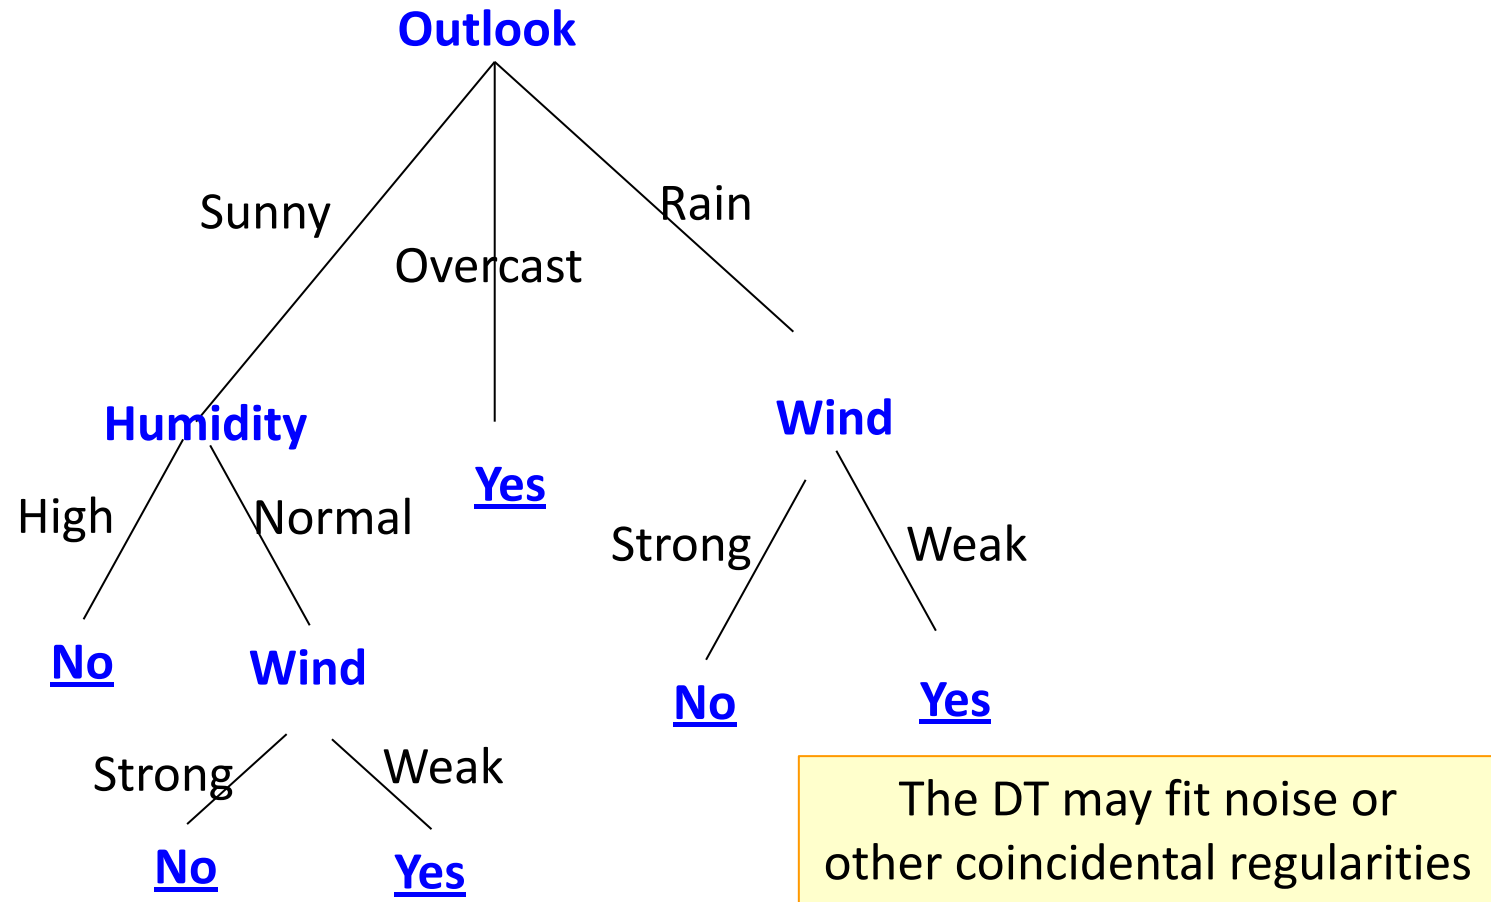 Outlook
Sunny
Overcast
Rain
Humidity
Wind
Yes
High
Normal
Strong
Weak
No
Wind
No
Yes
Strong
Weak
No
Yes
The DT may fit noise or
other coincidental regularities